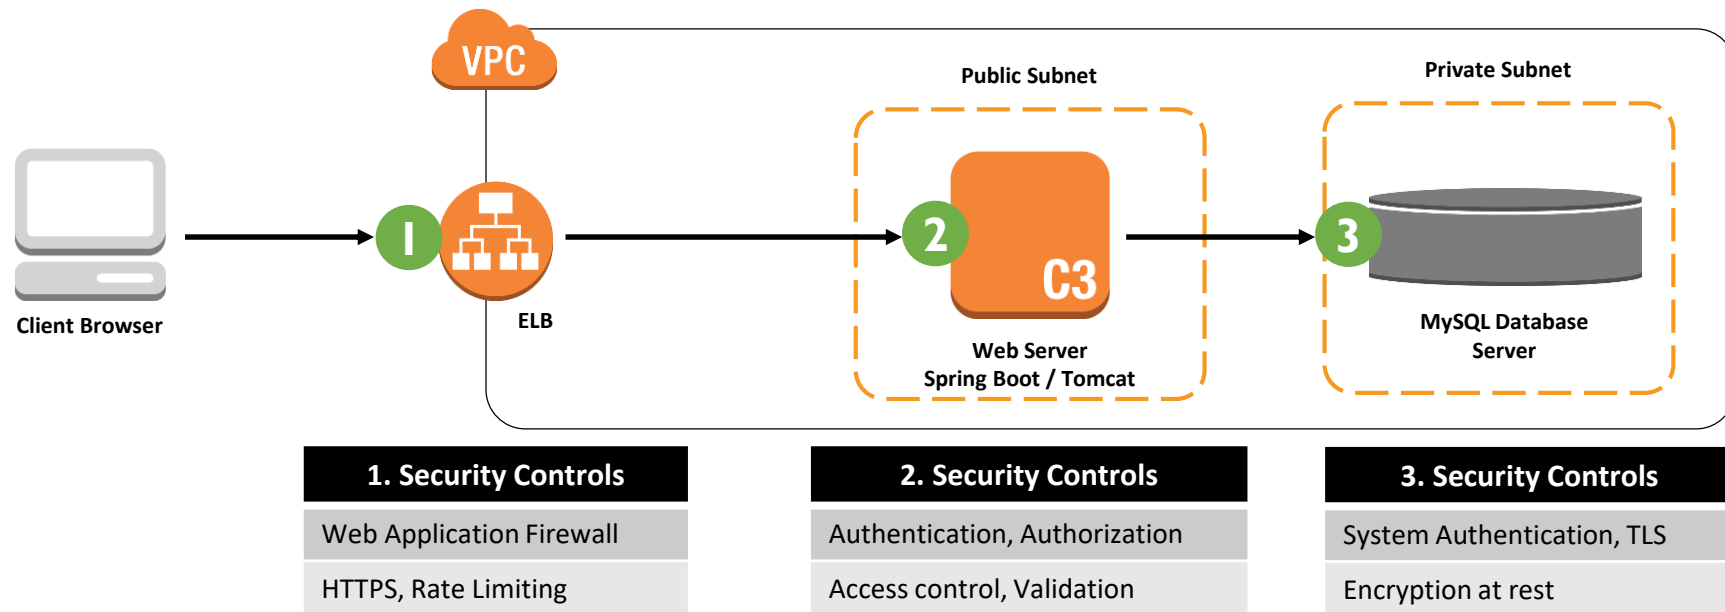 VPC
Public Subnet
Private Subnet
1
2
3
C3
Client Browser
ELB
Web Server
Spring Boot / Tomcat
MySQL Database
Server
1. Security Controls
Web Application Firewall
HTTPS, Rate Limiting
2. Security Controls
Authentication, Authorization
Access control, Validation
3. Security Controls
System Authentication, TLS
Encryption at rest